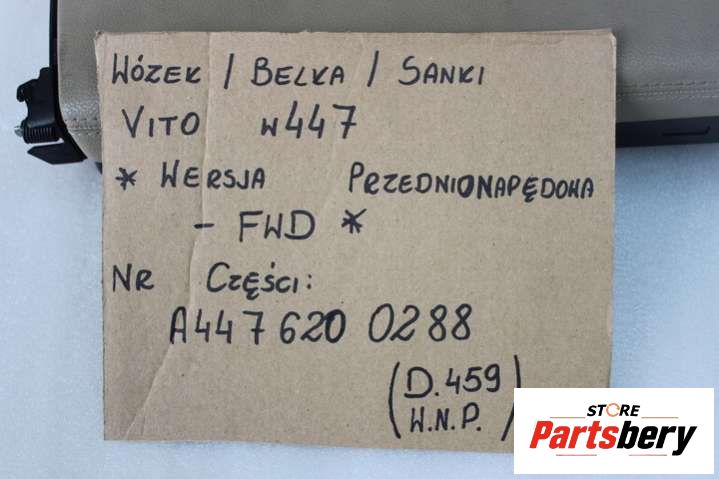 WÓZEK / BELKA / SANKI
VITO W447
* WERSJA PRZEDNIONAPĘDOWA
- FWD *
NR CZĘŚCI:
A447 620 0288
(D.459
W.N.P.)
STORE
Partsbery